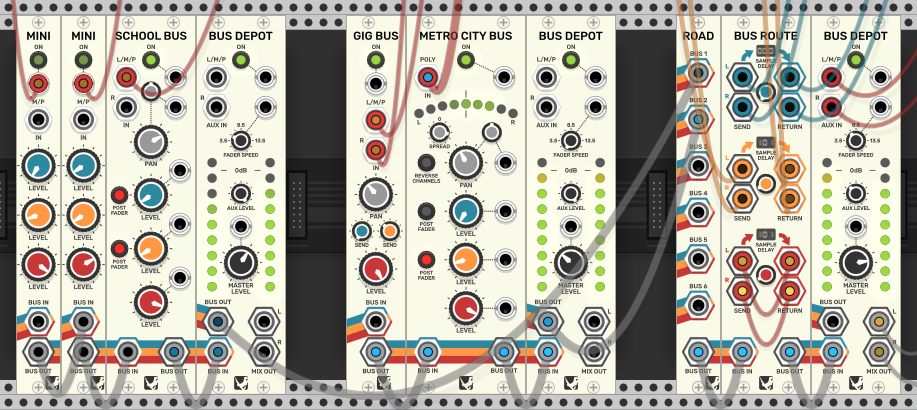 MINI
ON
M/P
IN
LEVEL
LEVEL
LEVEL
BUS IN
BUS OUT
MINI
ON
M/P
IN
LEVEL
LEVEL
LEVEL
BUS IN
BUS OUT
SCHOOL BUS
ON
L/M/P
R
IN
PAN
POST
FADER
LEVEL
POST
FADER
LEVEL
LEVEL
BUS IN
BUS OUT
BUS DEPOT
ON
L/M/P
R
AUX IN
8.5
3.5
13.5
FADER SPEED
0dB
AUX LEVEL
MASTER
LEVEL
BUS OUT
L
R
BUS IN
MIX OUT
GIG BUS
ON
L/M/P
R
IN
PAN
SEND
SEND
LEVEL
BUS IN
BUS OUT
METRO CITY BUS
POLY
ON
IN
L
R
SPREAD
REVERSE
CHANNELS
PAN
POST
FADER
LEVEL
POST
FADER
LEVEL
LEVEL
BUS IN
BUS OUT
BUS DEPOT
ON
L/M/P
R
AUX IN
8.5
3.5
13.5
FADER SPEED
0dB
AUX LEVEL
MASTER
LEVEL
BUS OUT
L
R
BUS IN
MIX OUT
ROAD
BUS 1
BUS 2
BUS 3
BUS 4
BUS 5
BUS 6
BUS OUT
BUS ROUTE
SAMPLE
DELAY
L
R
SEND
RETURN
SAMPLE
DELAY
L
R
SEND
RETURN
SAMPLE
DELAY
L
R
SEND
RETURN
BUS IN
BUS OUT
BUS DEPOT
ON
L/M/P
R
AUX IN
8.5
3.5
13.5
FADER SPEED
0dB
AUX LEVEL
MASTER
LEVEL
BUS OUT
L
R
BUS IN
MIX OUT